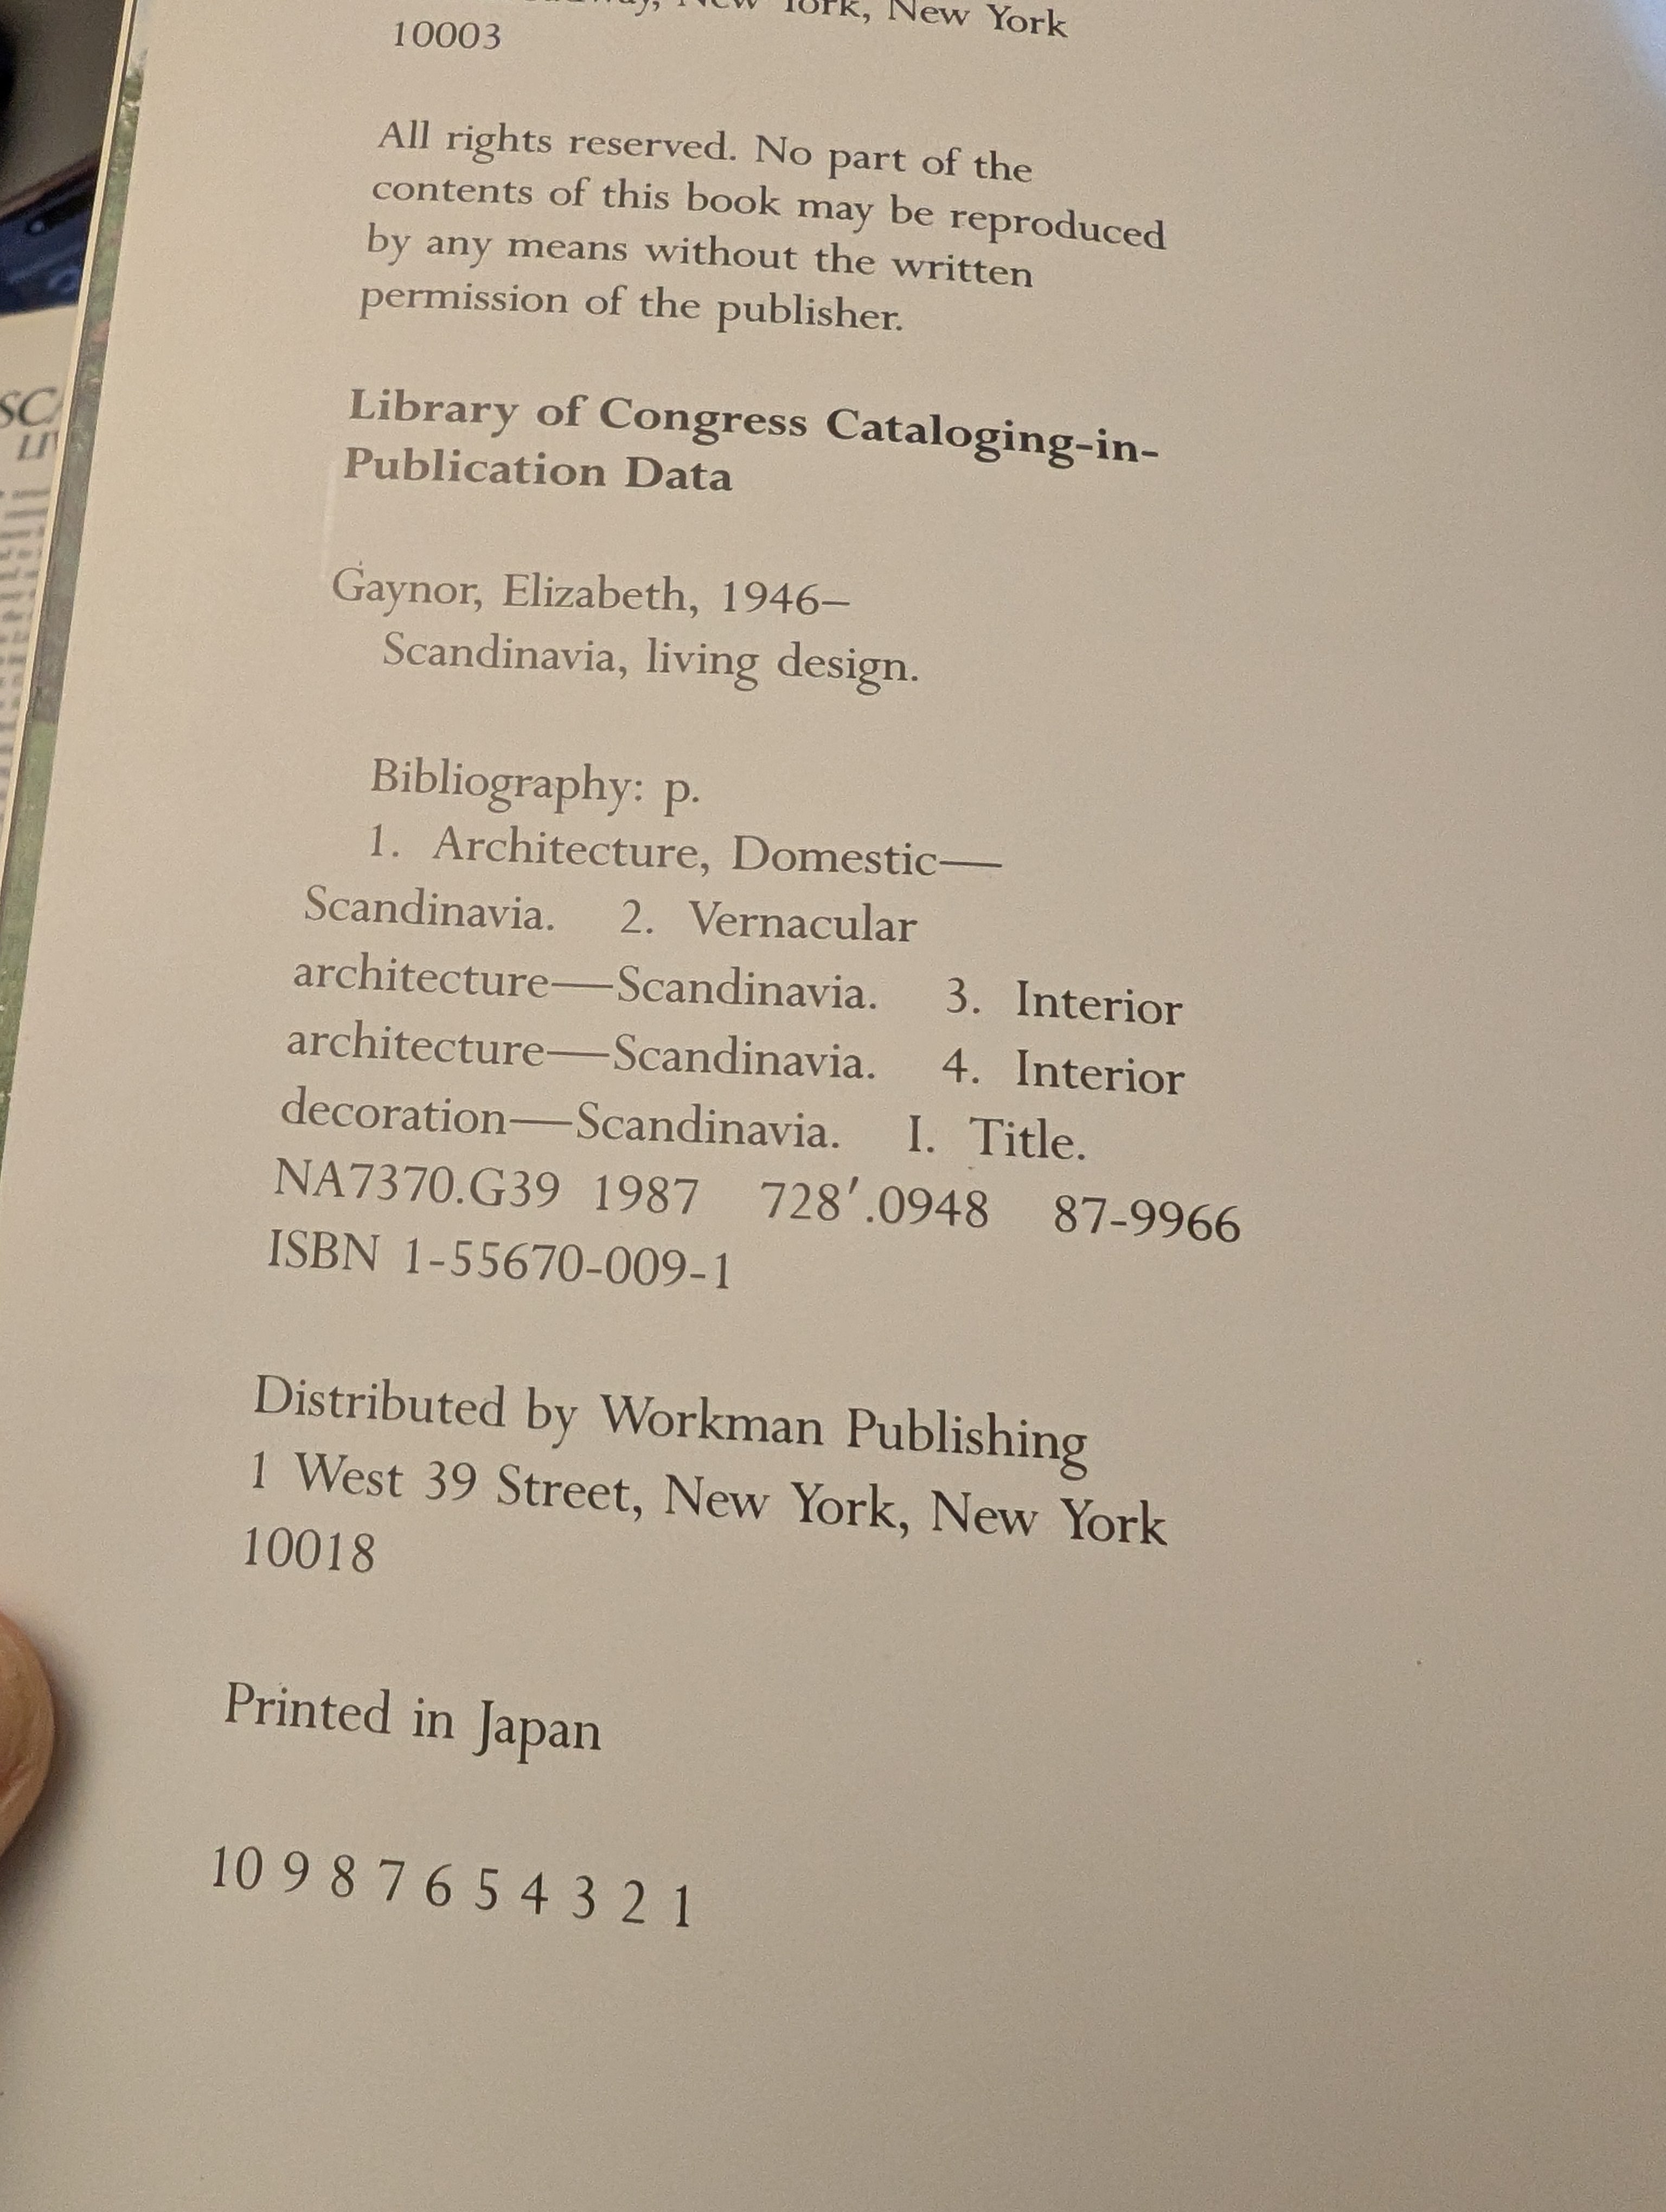 New York, New York
10003
All rights reserved. No part of the
contents of this book may be reproduced
by any means without the written
permission of the publisher.
Library of Congress Cataloging-in-
Publication Data
Gaynor, Elizabeth, 1946–
Scandinavia, living design.
Bibliography: p.
1. Architecture, Domestic—
Scandinavia. 2. Vernacular
architecture—Scandinavia. 3. Interior
architecture—Scandinavia. 4. Interior
decoration—Scandinavia. I. Title.
NA7370.G39 1987 728′.0948 87-9966
ISBN 1-55670-009-1
Distributed by Workman Publishing
1 West 39 Street, New York, New York
10018
Printed in Japan
10 9 8 7 6 5 4 3 2 1